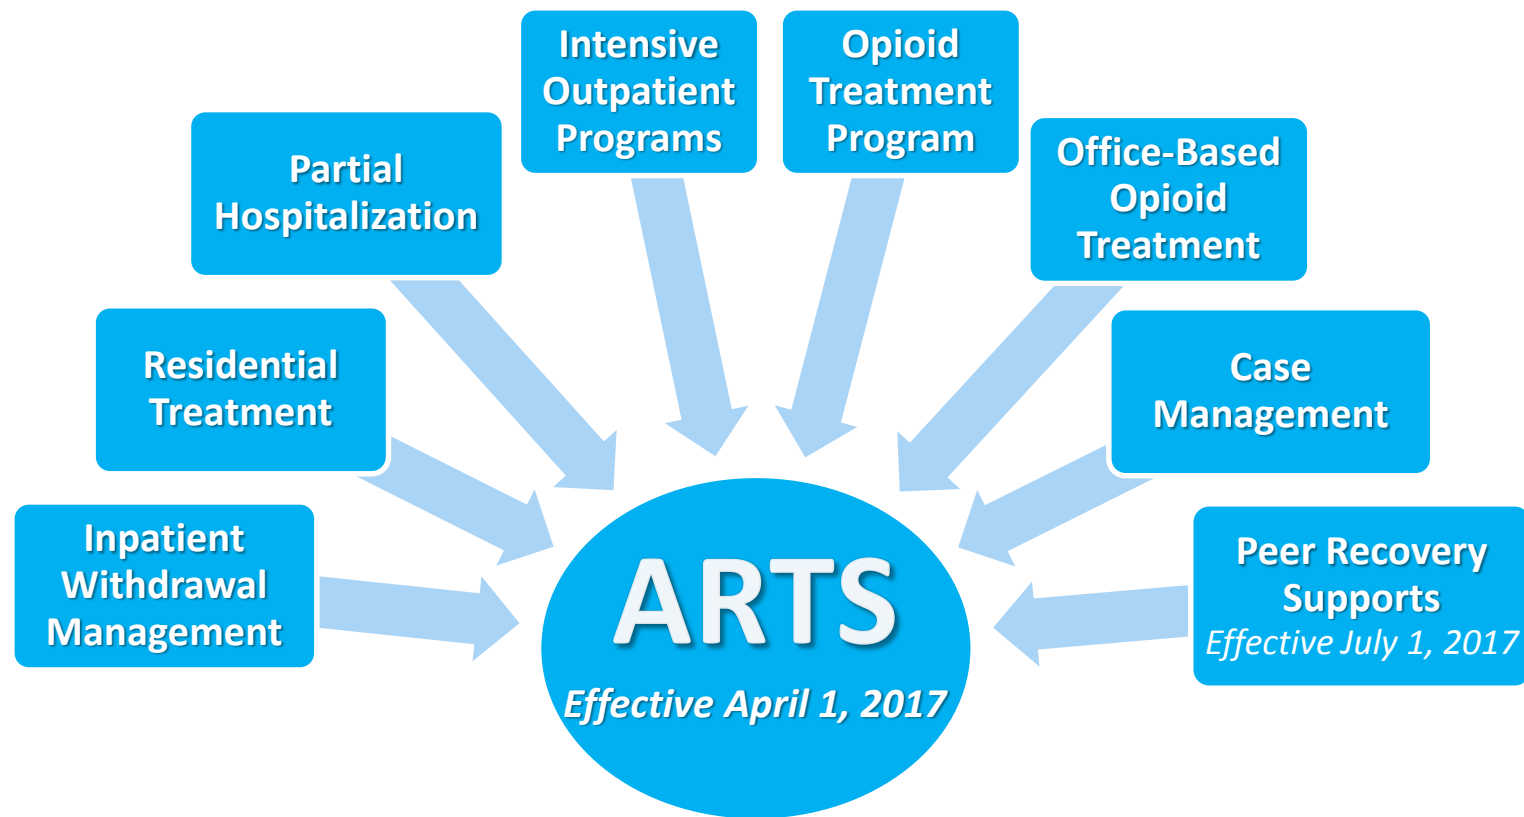 Inpatient
Withdrawal
Management
Residential
Treatment
Partial
Hospitalization
Intensive
Outpatient
Programs
Opioid
Treatment
Program
Office-Based
Opioid
Treatment
Case
Management
Peer Recovery
Supports
Effective July 1, 2017
ARTS
Effective April 1, 2017